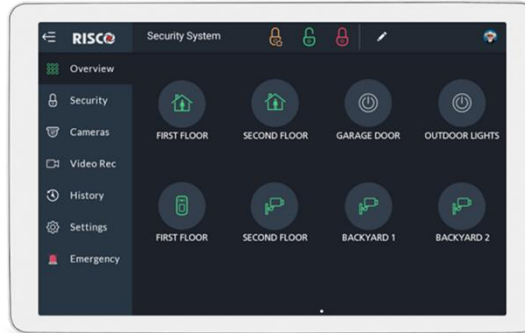 RISCO
Security System
Overview
Security
Cameras
Video Rec
History
Settings
Emergency
FIRST FLOOR
SECOND FLOOR
GARAGE DOOR
OUTDOOR LIGHTS
FIRST FLOOR
SECOND FLOOR
BACKYARD 1
BACKYARD 2